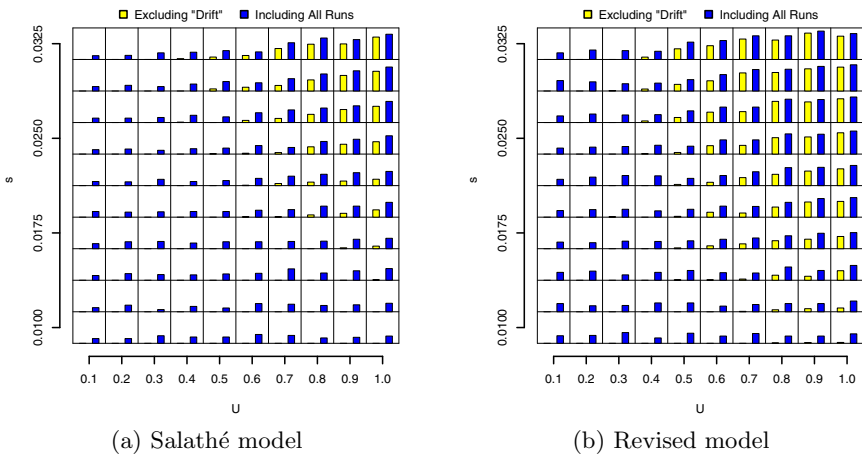 Excluding "Drift" Including All Runs
0.0325
0.0250
s
0.0175
0.0100
0.1 0.2 0.3 0.4 0.5 0.6 0.7 0.8 0.9 1.0
U
(a) Salathé model
Excluding "Drift" Including All Runs
0.0325
0.0250
s
0.0175
0.0100
0.1 0.2 0.3 0.4 0.5 0.6 0.7 0.8 0.9 1.0
U
(b) Revised model